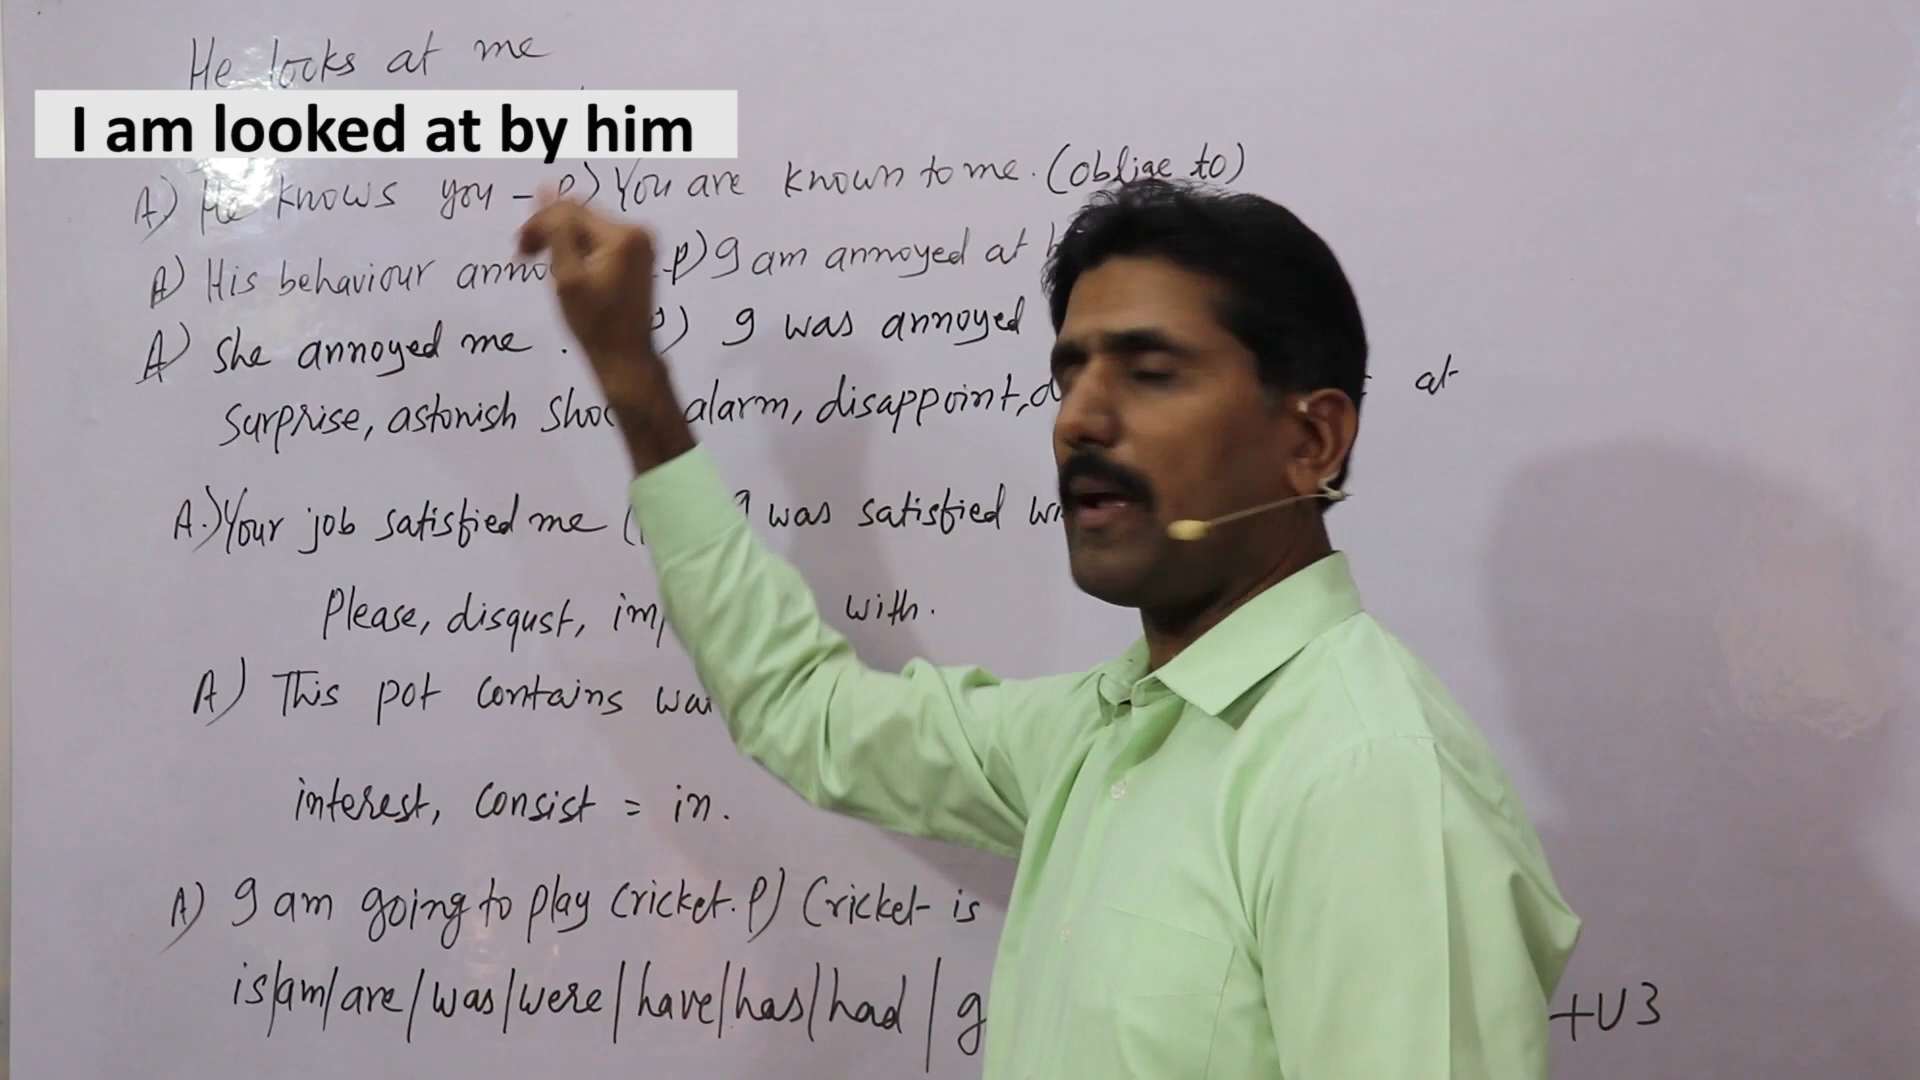 He looks at me
I am looked at by him
A) He knows you - P) You are known to me. (oblige to)
A) His behaviour P) I am annoyed at
A) She annoyed me. P) I was annoyed
surprise, astonish alarm, disappoint, at
A.) Your job satisfied me ( I was satisfied
Please, disgust, with.
A) This pot contains
interest, consist = in.
A) I am going to play cricket. P) Cricket is
is/am/are/was/were/have/has/had/g +V3